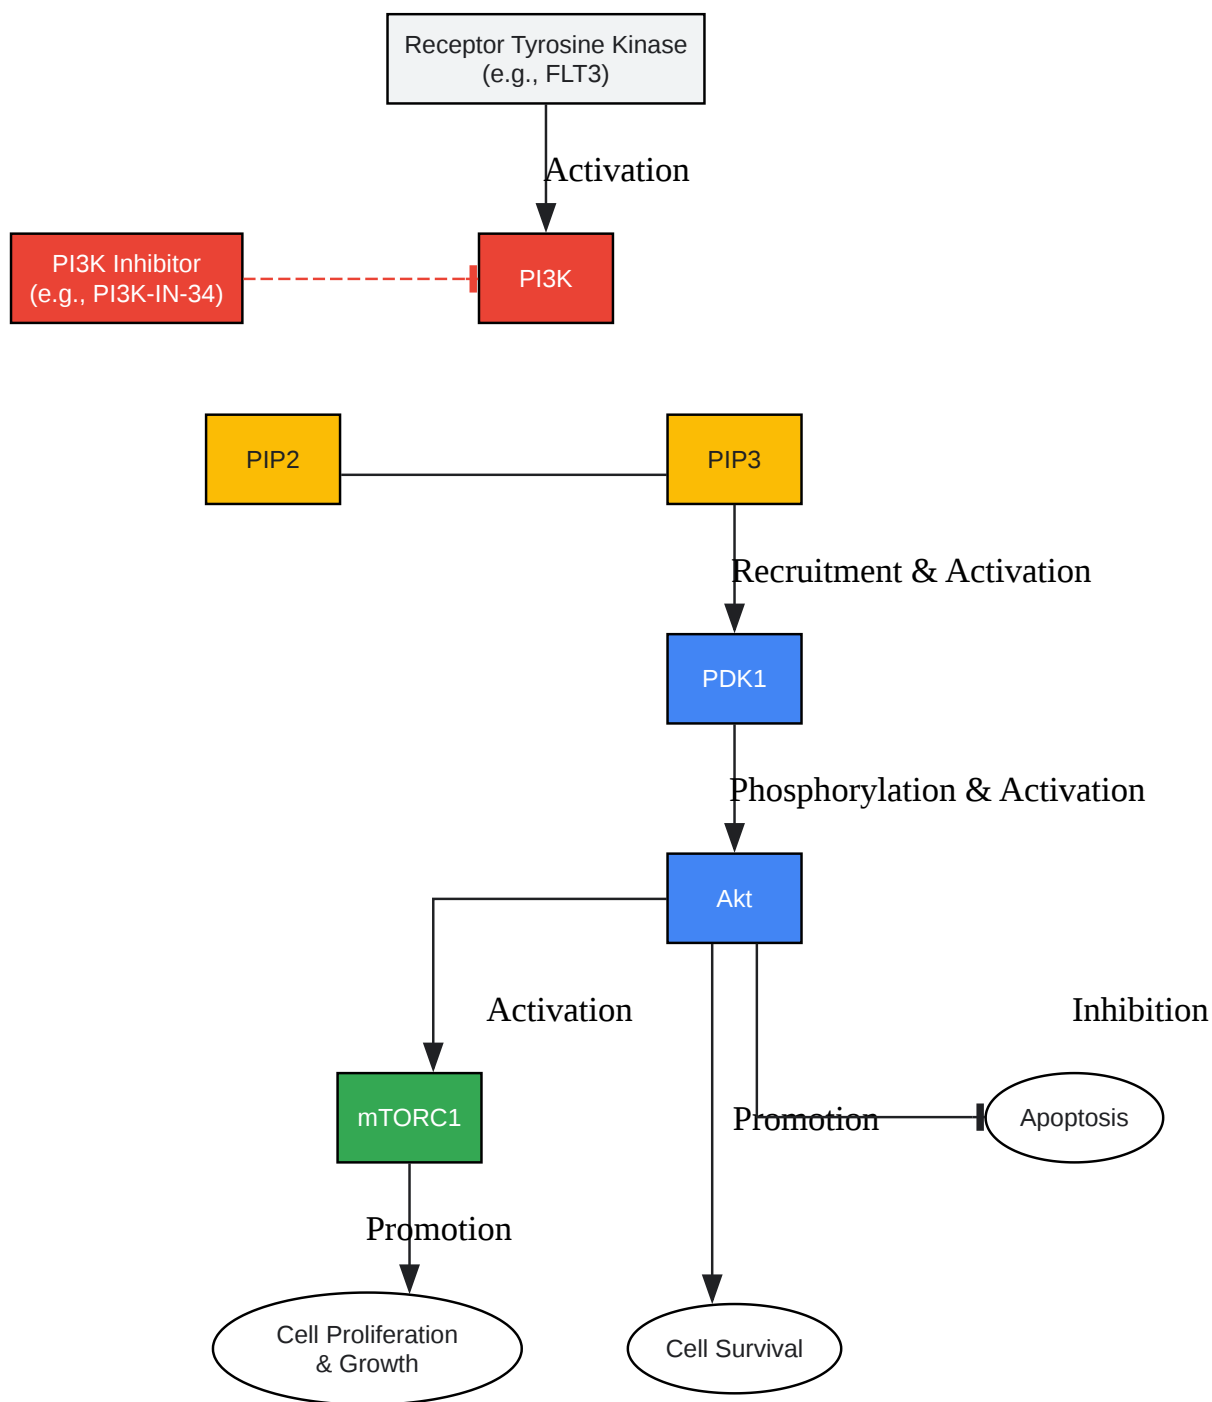 Receptor Tyrosine Kinase
(e.g., FLT3)
Activation
PI3K Inhibitor
(e.g., PI3K-IN-34)
PI3K
PIP2
PIP3
Recruitment & Activation
PDK1
Phosphorylation & Activation
Akt
Activation
Inhibition
mTORC1
Promotion
Apoptosis
Promotion
Cell Proliferation
& Growth
Cell Survival